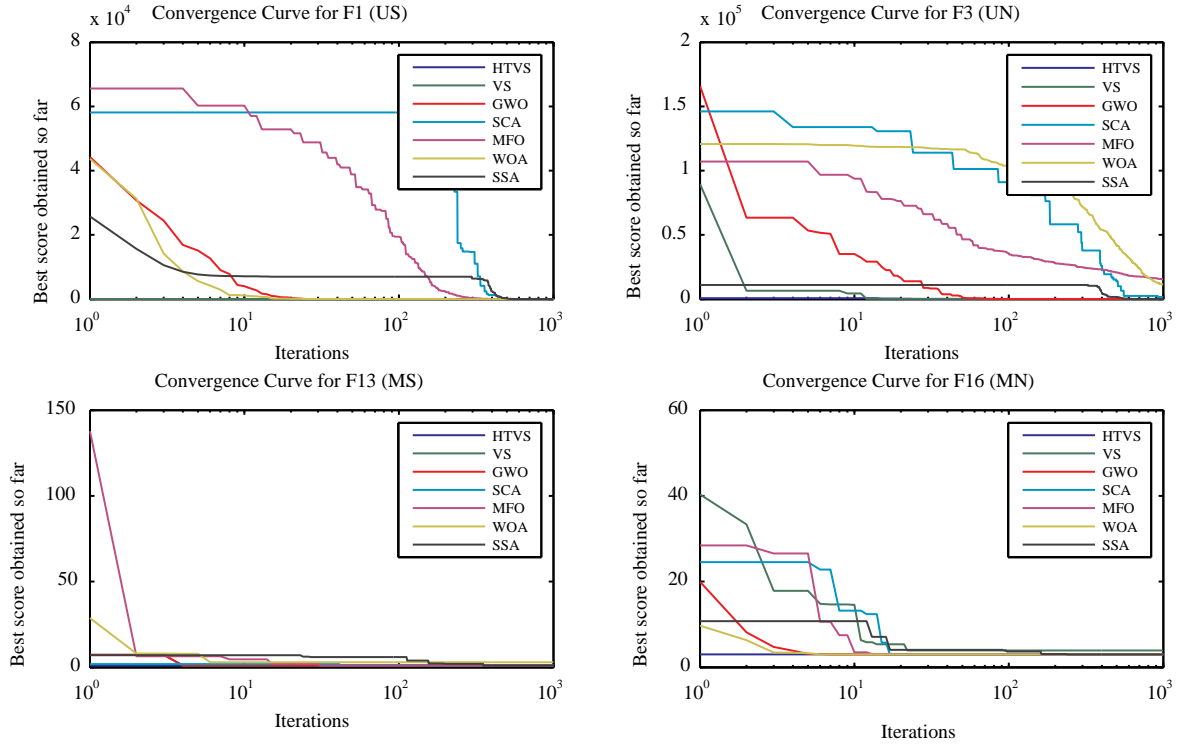 Convergence Curve for F1 (US)
x 10^4
8
6
4
2
0
Best score obtained so far
HTVS
VS
GWO
SCA
MFO
WOA
SSA
10^0 10^1 10^2 10^3
Iterations
Convergence Curve for F3 (UN)
x 10^5
2
1.5
1
0.5
0
Best score obtained so far
HTVS
VS
GWO
SCA
MFO
WOA
SSA
10^0 10^1 10^2 10^3
Iterations
Convergence Curve for F13 (MS)
150
100
50
0
Best score obtained so far
HTVS
VS
GWO
SCA
MFO
WOA
SSA
10^0 10^1 10^2 10^3
Iterations
Convergence Curve for F16 (MN)
60
40
20
0
Best score obtained so far
HTVS
VS
GWO
SCA
MFO
WOA
SSA
10^0 10^1 10^2 10^3
Iterations